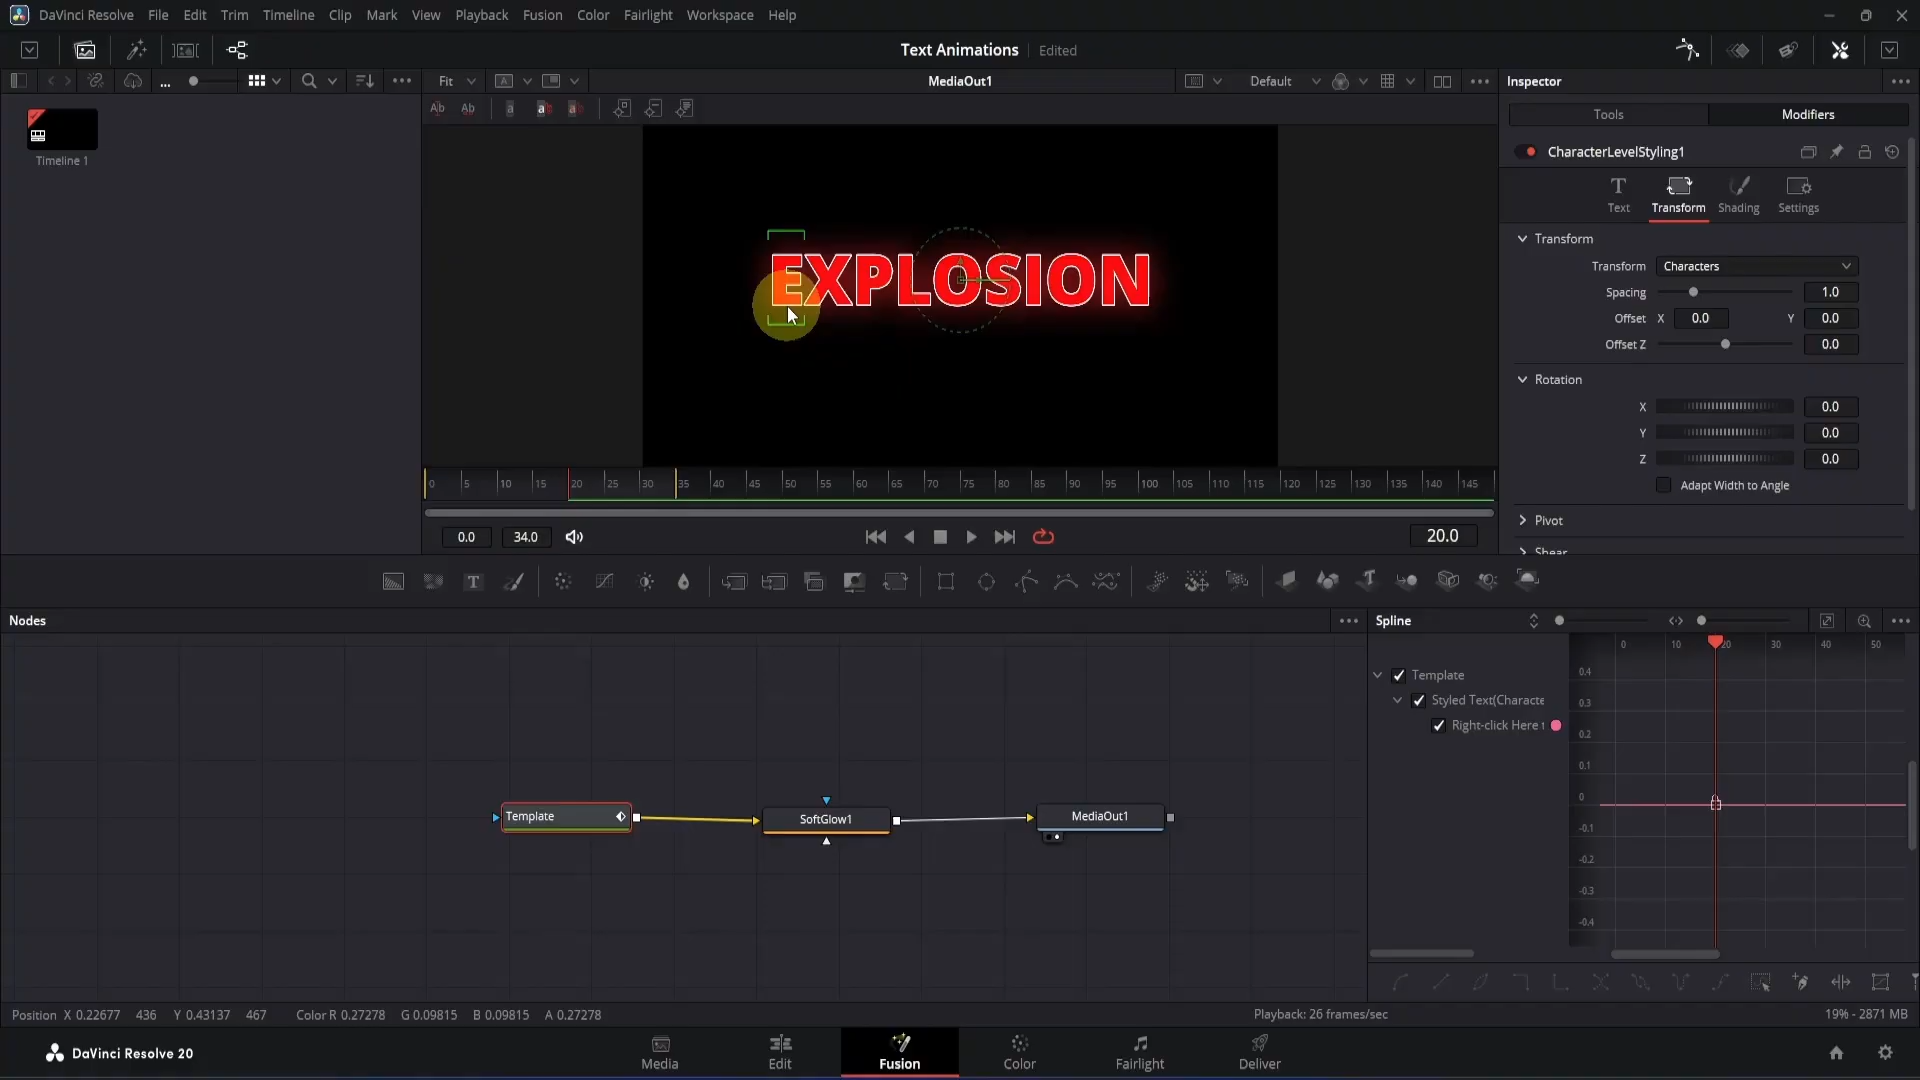 DaVinci Resolve File Edit Trim Timeline Clip Mark View Playback Fusion Color Fairlight Workspace Help
Text Animations Edited
Fit MediaOut1 Default Inspector
Tools Modifiers
CharacterLevelStyling1
Timeline 1
Text Transform Shading Settings
EXPLOSION
Transform
Transform Characters
Spacing 1.0
Offset X 0.0 Y 0.0
Offset Z 0.0
Rotation
X 0.0
Y 0.0
Z 0.0
Adapt Width to Angle
Pivot
Shear
0 5 10 15 20 25 30 35 40 45 50 55 60 65 70 75 80 85 90 95 100 105 110 115 120 125 130 135 140 145
0.0 34.0 20.0
Nodes Spline
0 10 20 30 40 50
Template
Styled Text(Characte
Right-click Here
0.4
0.3
0.2
0.1
0
-0.1
-0.2
-0.3
-0.4
Template SoftGlow1 MediaOut1
Position X 0.22677 436 Y 0.43137 467 Color R 0.27278 G 0.09815 B 0.09815 A 0.27278 Playback: 26 frames/sec 19% - 2871 MB
DaVinci Resolve 20 Media Edit Fusion Color Fairlight Deliver